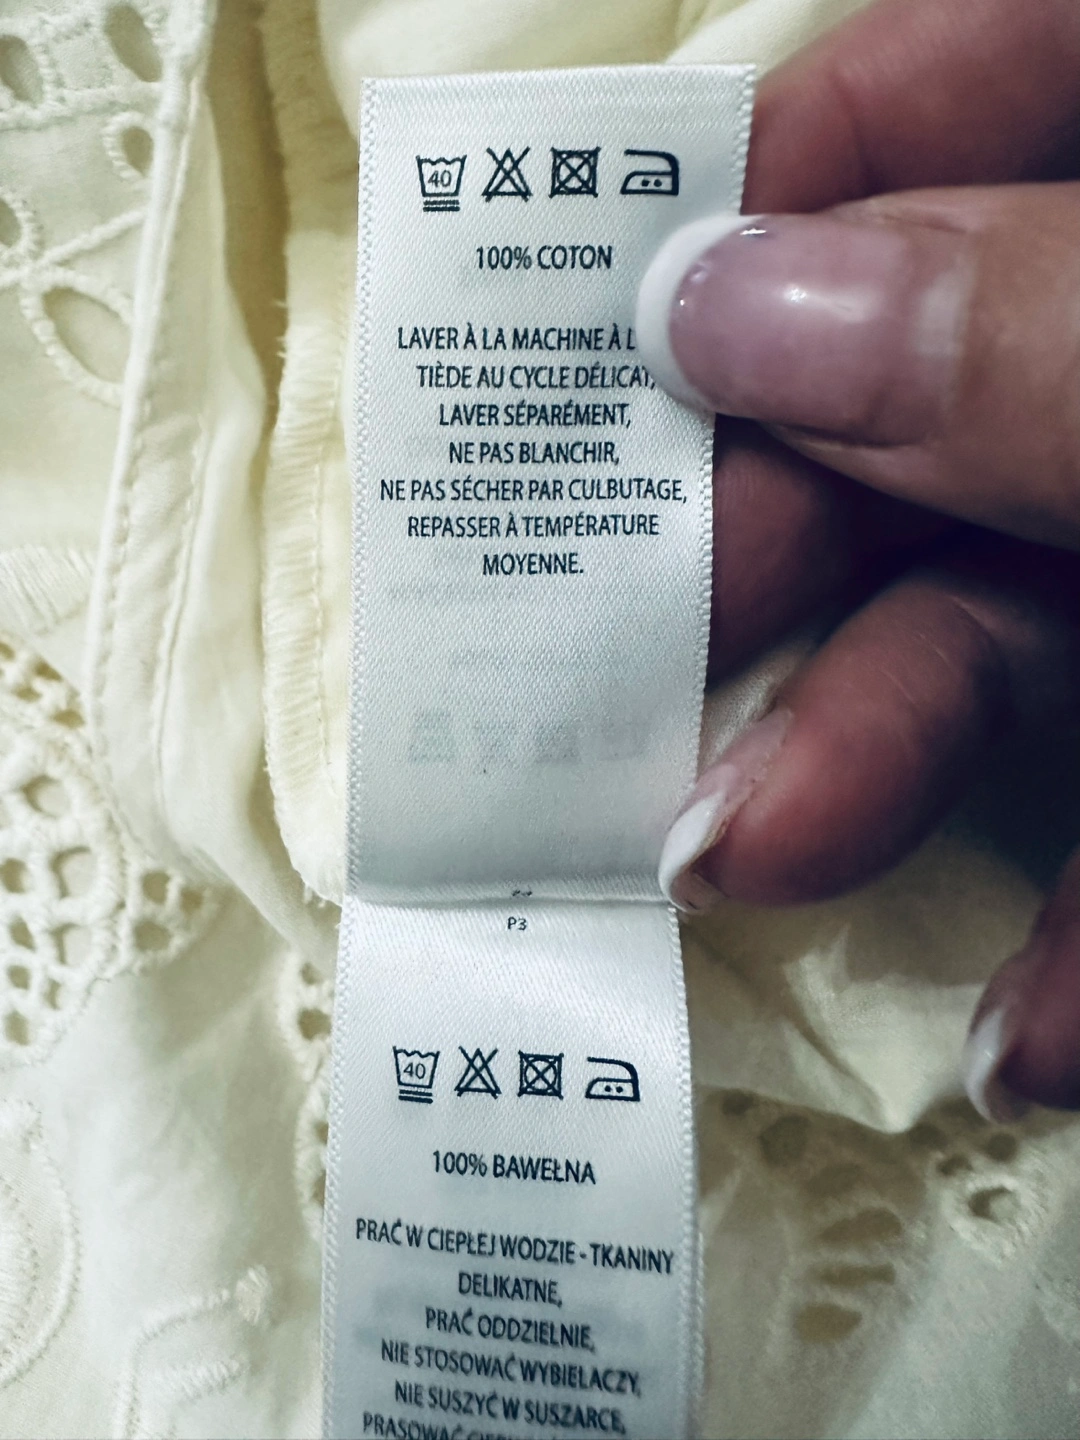 40
100% COTON
LAVER À LA MACHINE À
TIÈDE AU CYCLE DÉLICAT,
LAVER SÉPARÉMENT,
NE PAS BLANCHIR,
NE PAS SÉCHER PAR CULBUTAGE,
REPASSER À TEMPÉRATURE
MOYENNE.
P3
40
100% BAWEŁNA
PRAĆ W CIEPŁEJ WODZIE - TKANINY
DELIKATNE,
PRAĆ ODDZIELNIE,
NIE STOSOWAĆ WYBIELACZY,
NIE SUSZYĆ W SUSZARCE,
PRASOWAĆ